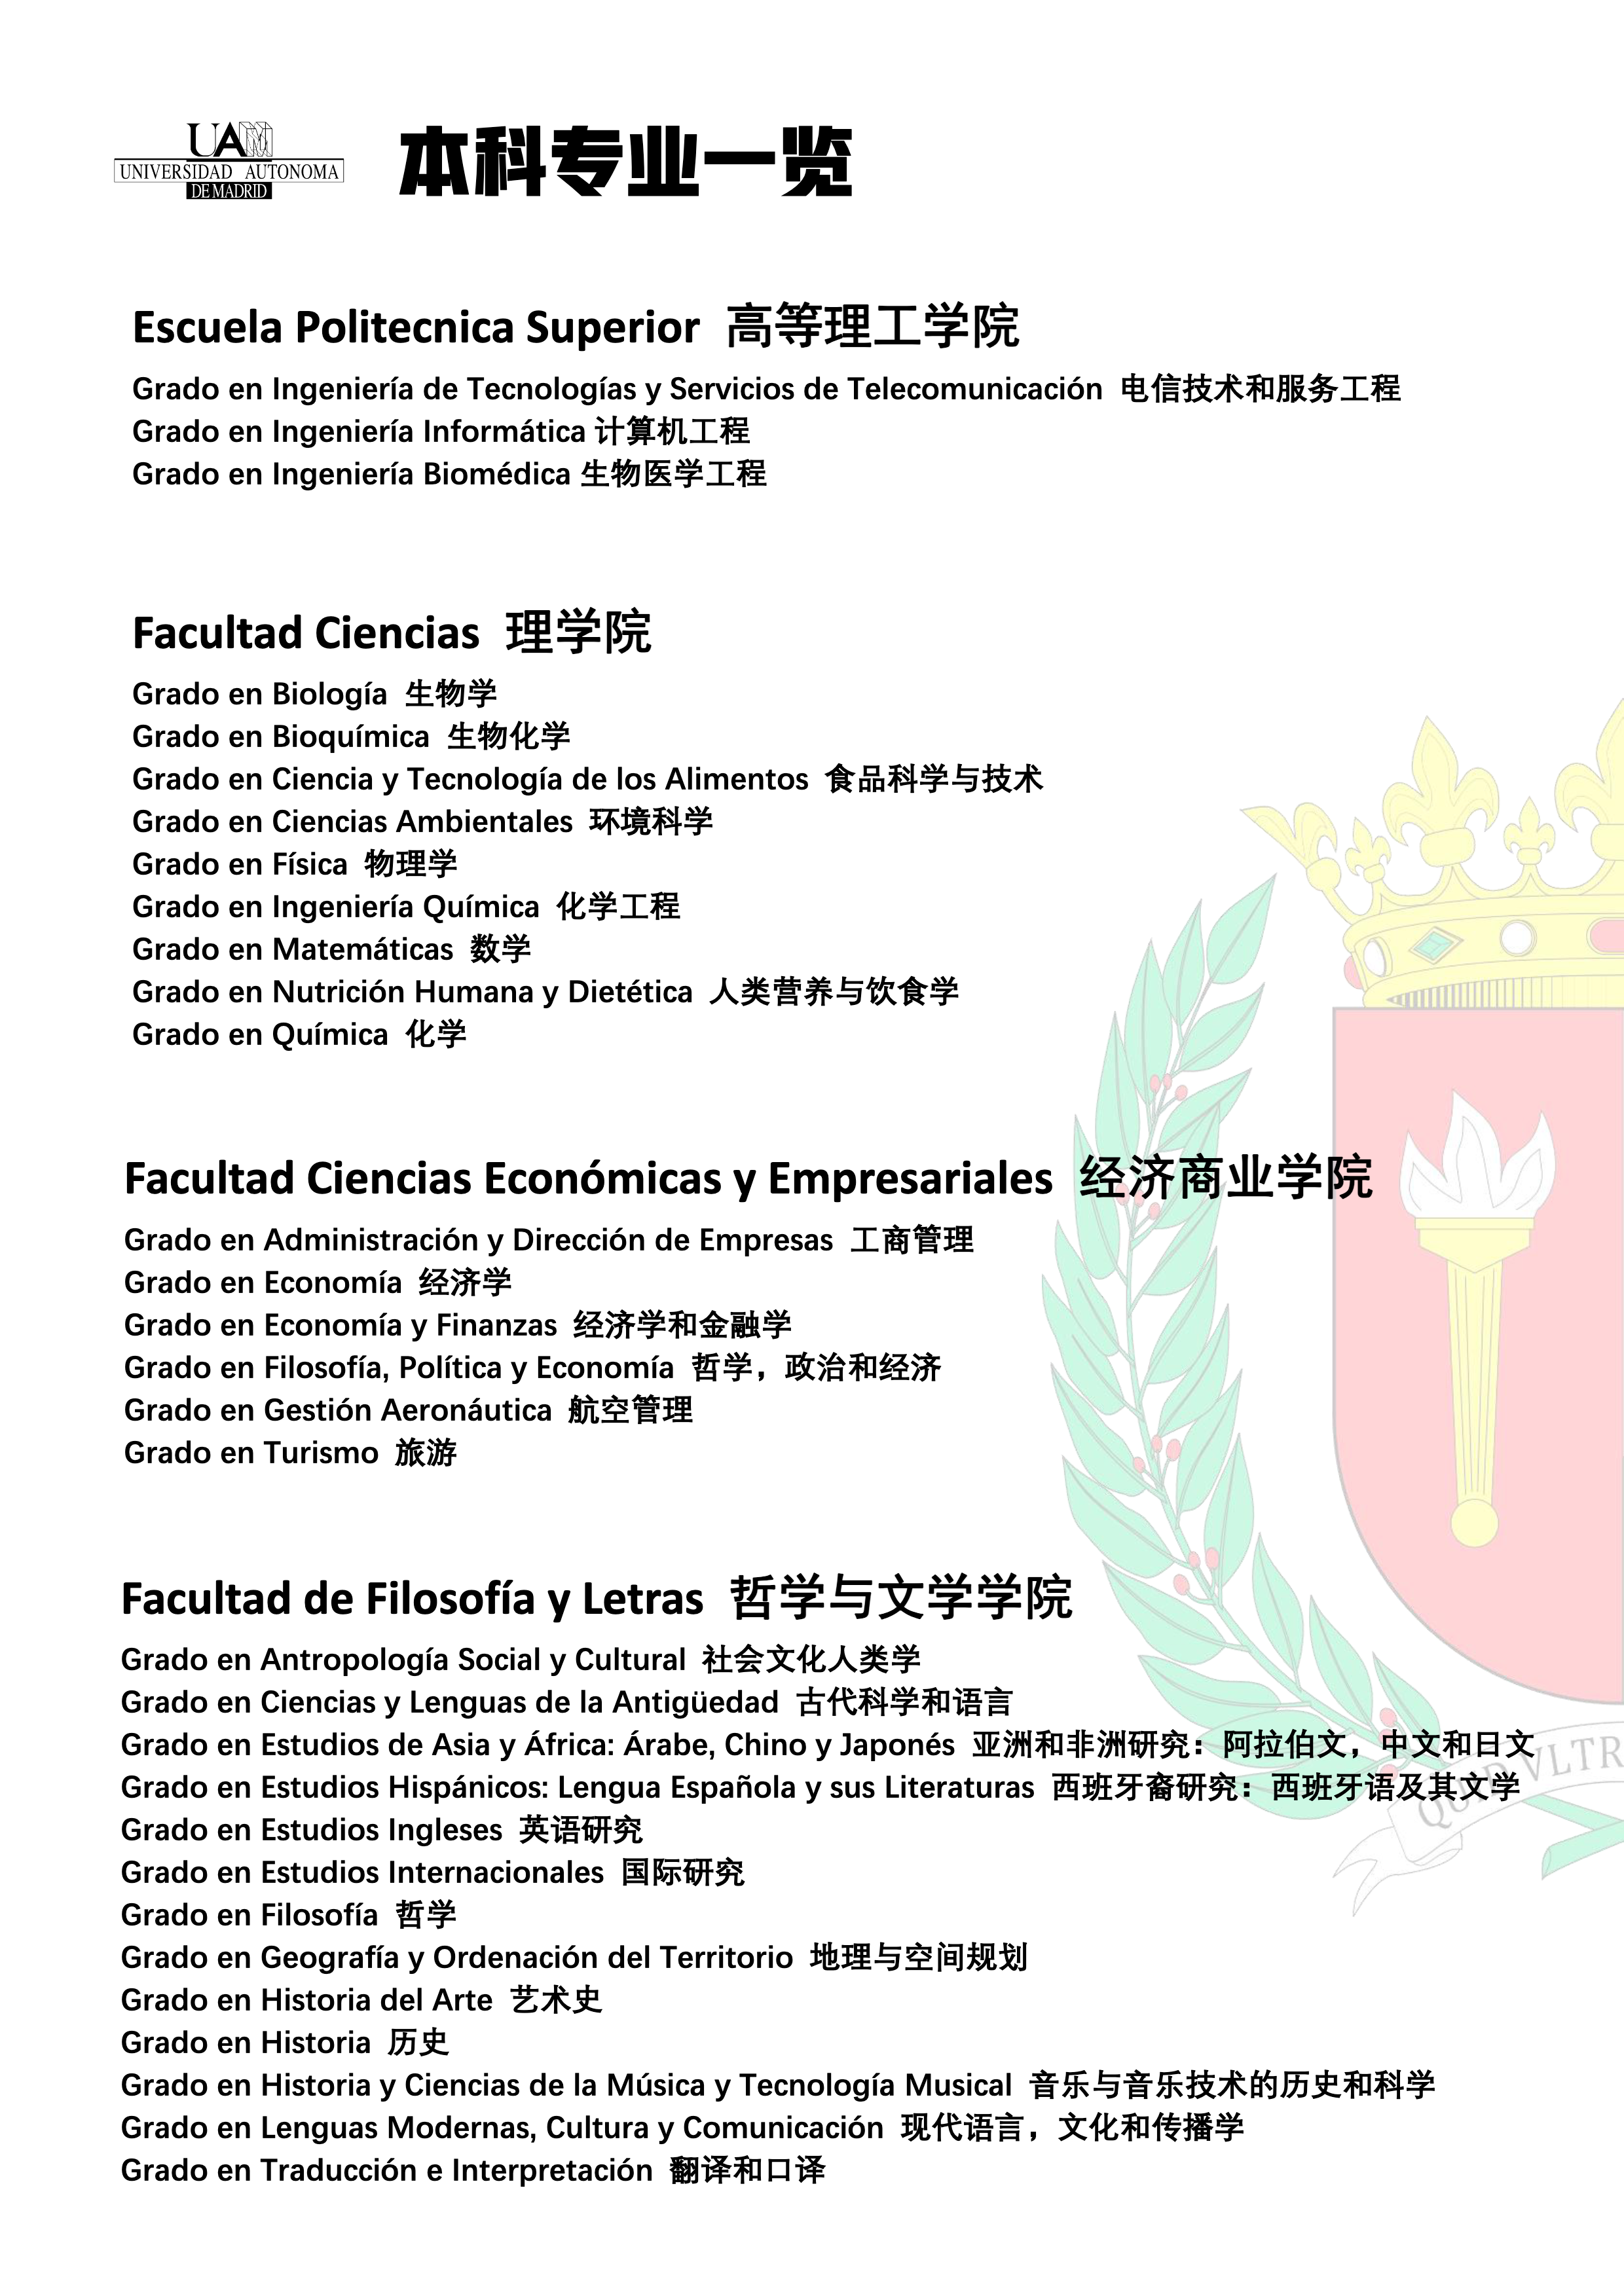 UAM
UNIVERSIDAD AUTONOMA
DE MADRID
本科专业一览
Escuela Politecnica Superior 高等理工学院
Grado en Ingeniería de Tecnologías y Servicios de Telecomunicación 电信技术和服务工程
Grado en Ingeniería Informática 计算机工程
Grado en Ingeniería Biomédica 生物医学工程
Facultad Ciencias 理学院
Grado en Biología 生物学
Grado en Bioquímica 生物化学
Grado en Ciencia y Tecnología de los Alimentos 食品科学与技术
Grado en Ciencias Ambientales 环境科学
Grado en Física 物理学
Grado en Ingeniería Química 化学工程
Grado en Matemáticas 数学
Grado en Nutrición Humana y Dietética 人类营养与饮食学
Grado en Química 化学
Facultad Ciencias Económicas y Empresariales 经济商业学院
Grado en Administración y Dirección de Empresas 工商管理
Grado en Economía 经济学
Grado en Economía y Finanzas 经济学和金融学
Grado en Filosofía, Política y Economía 哲学，政治和经济
Grado en Gestión Aeronáutica 航空管理
Grado en Turismo 旅游
Facultad de Filosofía y Letras 哲学与文学学院
Grado en Antropología Social y Cultural 社会文化人类学
Grado en Ciencias y Lenguas de la Antigüedad 古代科学和语言
Grado en Estudios de Asia y África: Árabe, Chino y Japonés 亚洲和非洲研究：阿拉伯文，中文和日文
Grado en Estudios Hispánicos: Lengua Española y sus Literaturas 西班牙裔研究：西班牙语及其文学
QUID VLTR
Grado en Estudios Ingleses 英语研究
Grado en Estudios Internacionales 国际研究
Grado en Filosofía 哲学
Grado en Geografía y Ordenación del Territorio 地理与空间规划
Grado en Historia del Arte 艺术史
Grado en Historia 历史
Grado en Historia y Ciencias de la Música y Tecnología Musical 音乐与音乐技术的历史和科学
Grado en Lenguas Modernas, Cultura y Comunicación 现代语言，文化和传播学
Grado en Traducción e Interpretación 翻译和口译